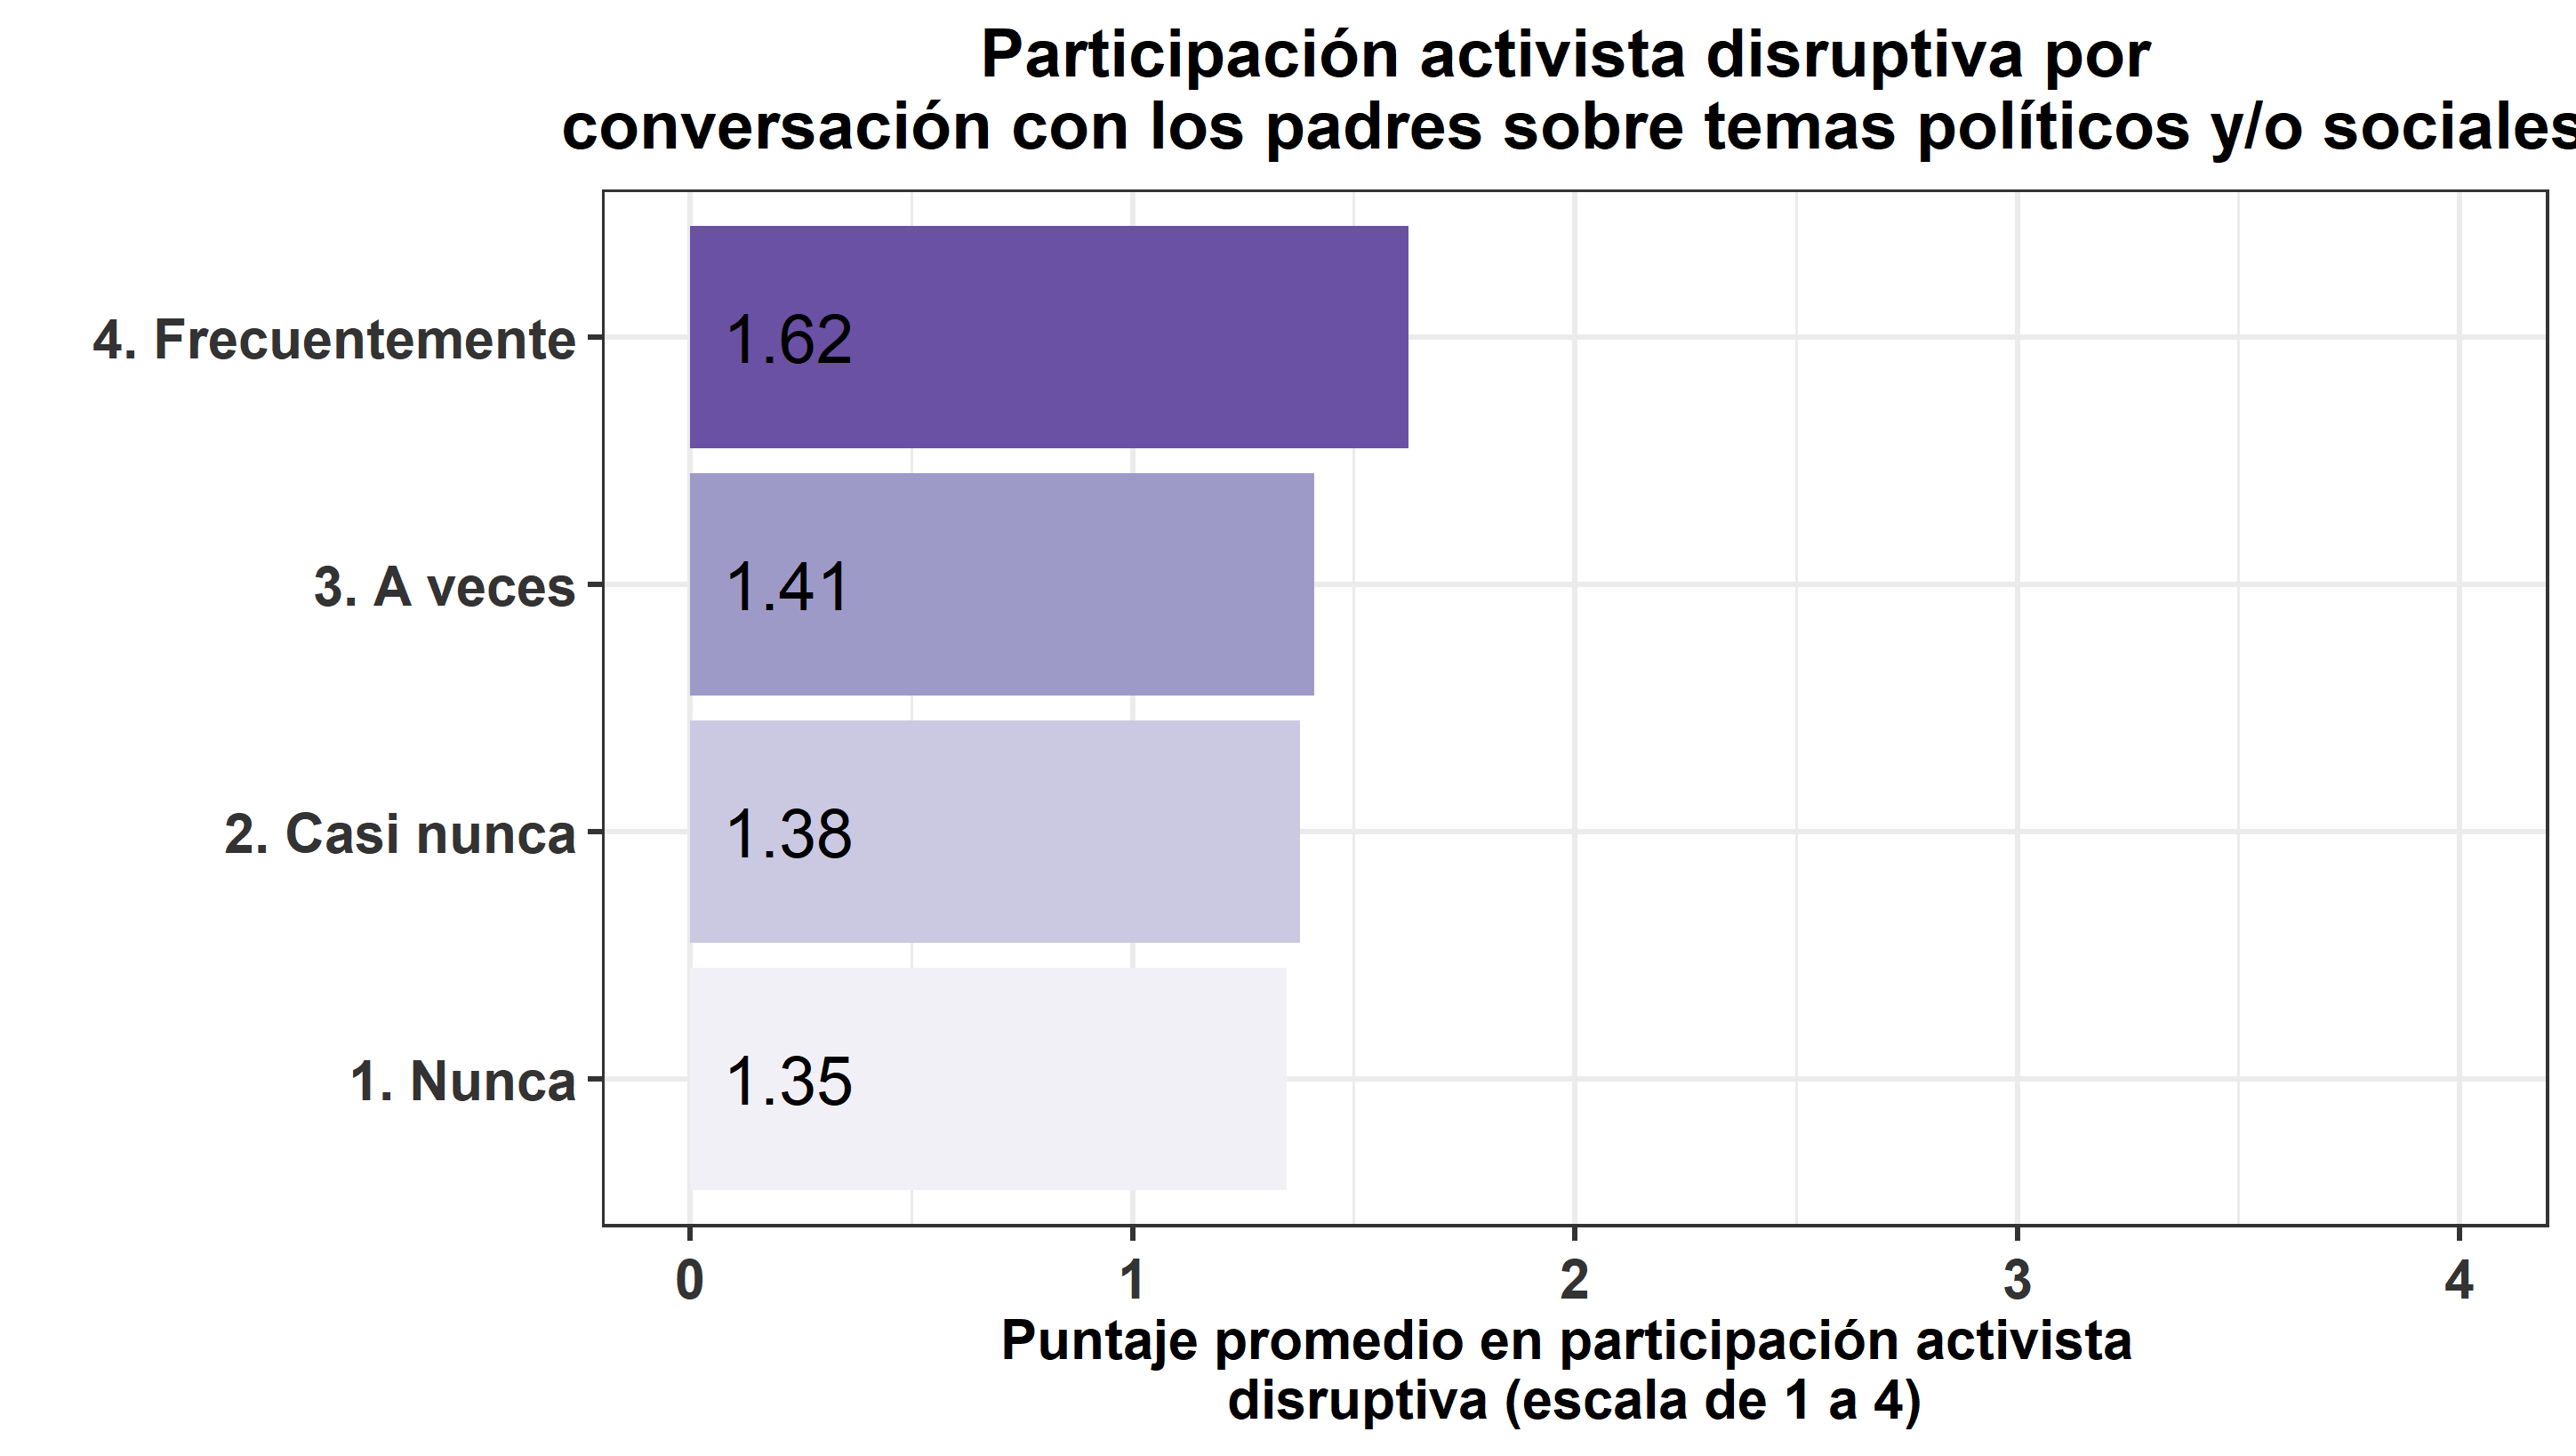 Participación activista disruptiva por
conversación con los padres sobre temas políticos y/o sociales
4. Frecuentemente
1.62
3. A veces
1.41
2. Casi nunca
1.38
1. Nunca
1.35
0 1 2 3 4
Puntaje promedio en participación activista
disruptiva (escala de 1 a 4)